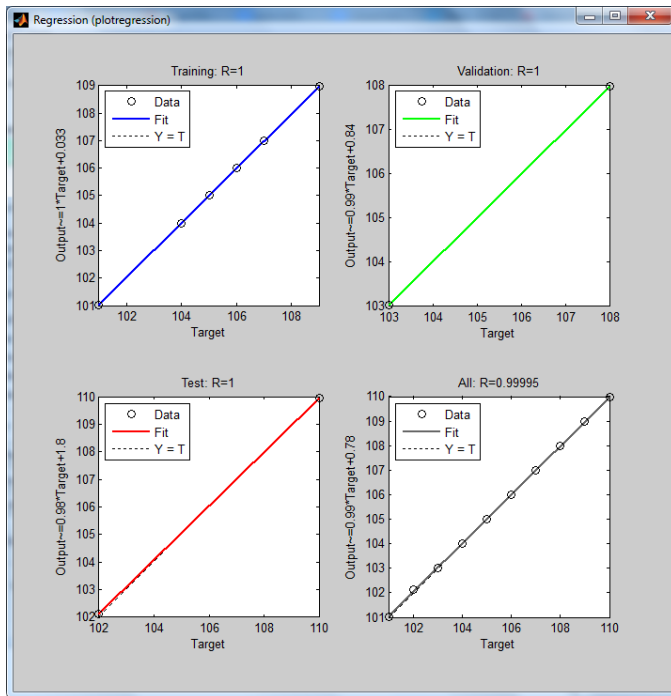 Regression (plotregression)
Training: R=1
Output~=1*Target+0.033
109
108
107
106
105
104
103
102
101
Data
Fit
Y = T
102 104 106 108
Target
Validation: R=1
Output~=0.99*Target+0.84
108
107
106
105
104
103
Data
Fit
Y = T
103 104 105 106 107 108
Target
Test: R=1
Output~=0.98*Target+1.8
110
109
108
107
106
105
104
103
102
Data
Fit
Y = T
102 104 106 108 110
Target
All: R=0.99995
Output~=0.99*Target+0.78
110
109
108
107
106
105
104
103
102
101
Data
Fit
Y = T
102 104 106 108 110
Target